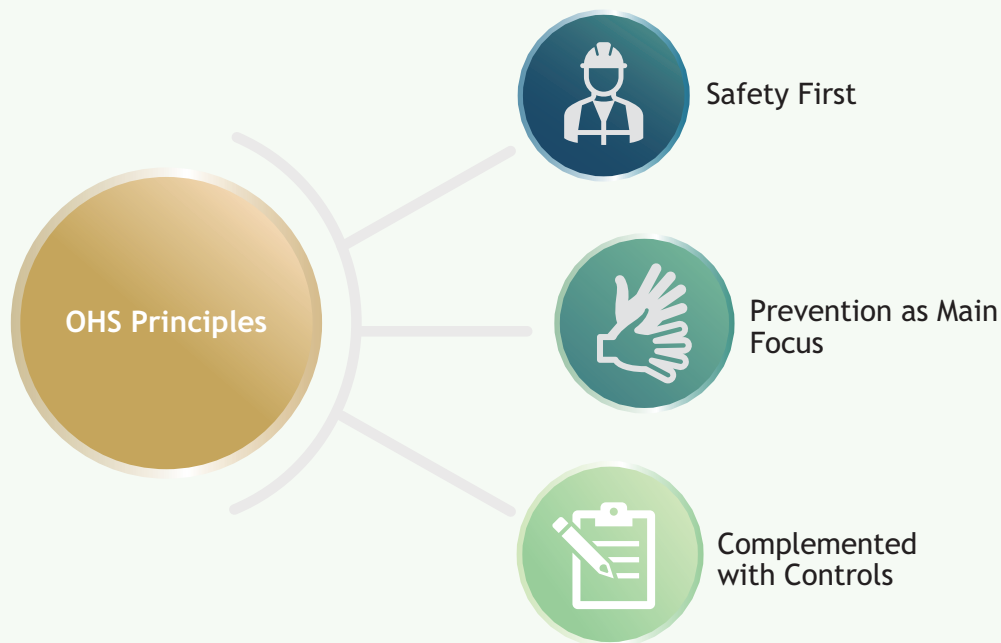 OHS Principles
Safety First
Prevention as Main
Focus
Complemented
with Controls